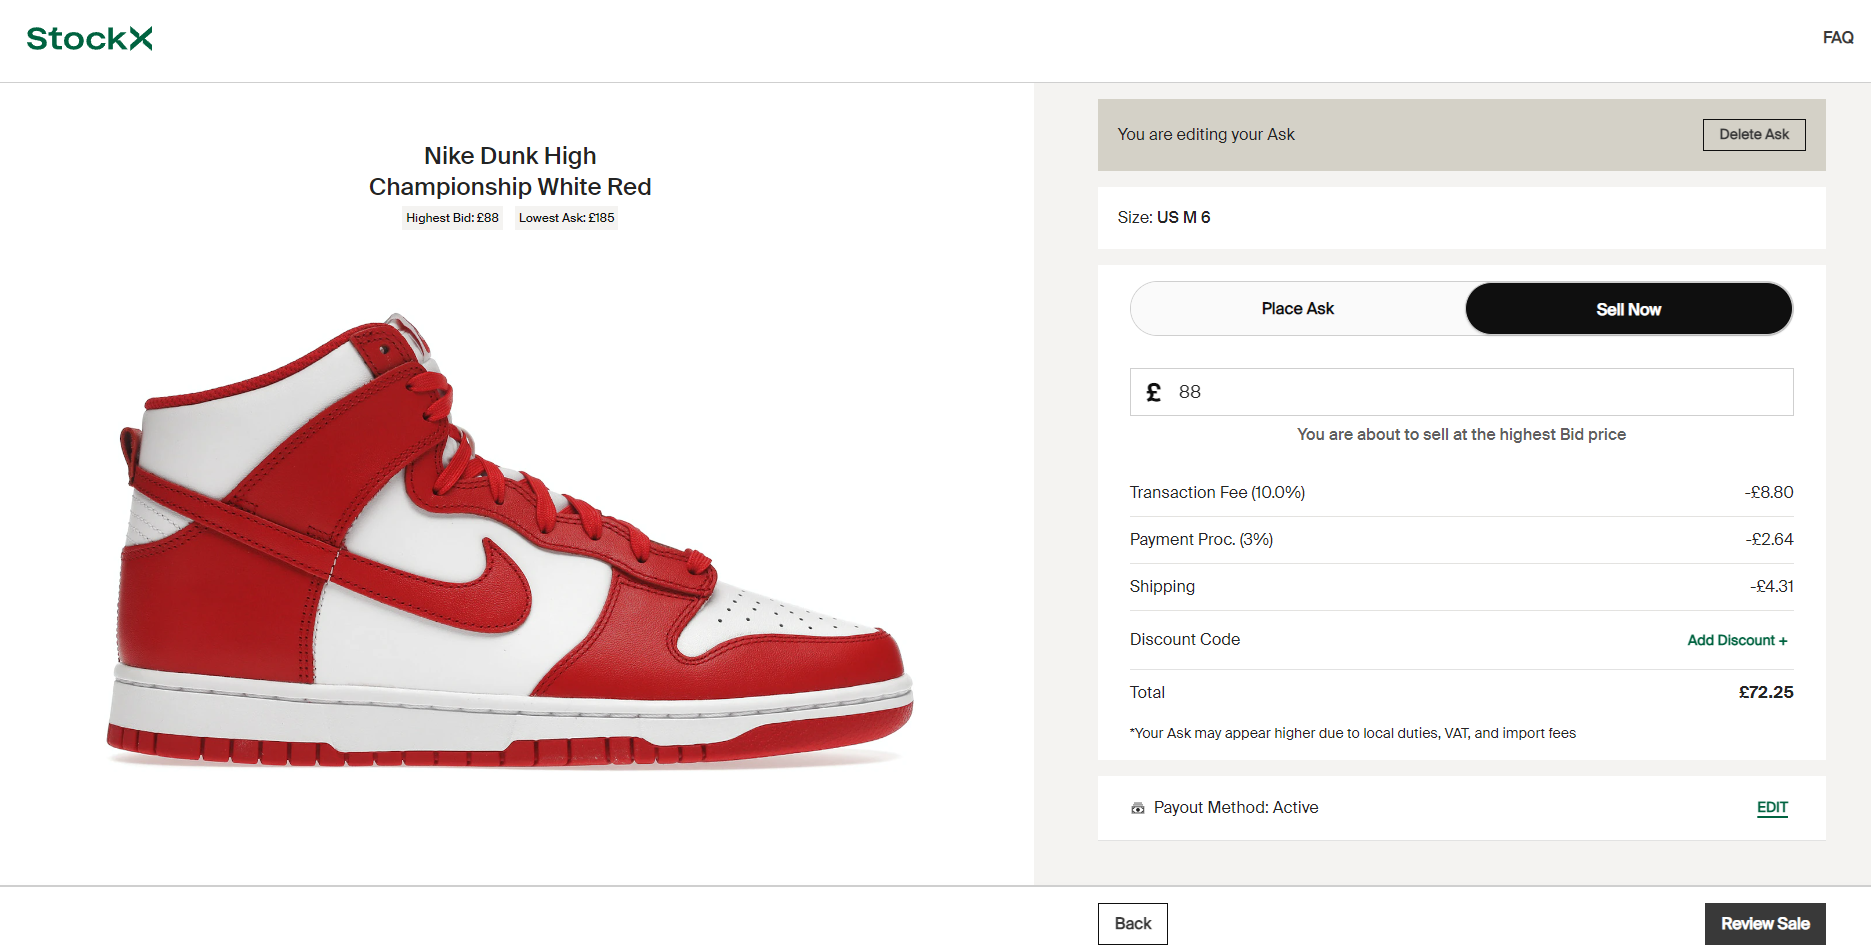 StockX
FAQ
Nike Dunk High
Championship White Red
Highest Bid: £88 Lowest Ask: £185
You are editing your Ask
Delete Ask
Size: US M 6
Place Ask
Sell Now
£ 88
You are about to sell at the highest Bid price
Transaction Fee (10.0%) -£8.80
Payment Proc. (3%) -£2.64
Shipping -£4.31
Discount Code Add Discount +
Total £72.25
*Your Ask may appear higher due to local duties, VAT, and import fees
Payout Method: Active EDIT
Back
Review Sale